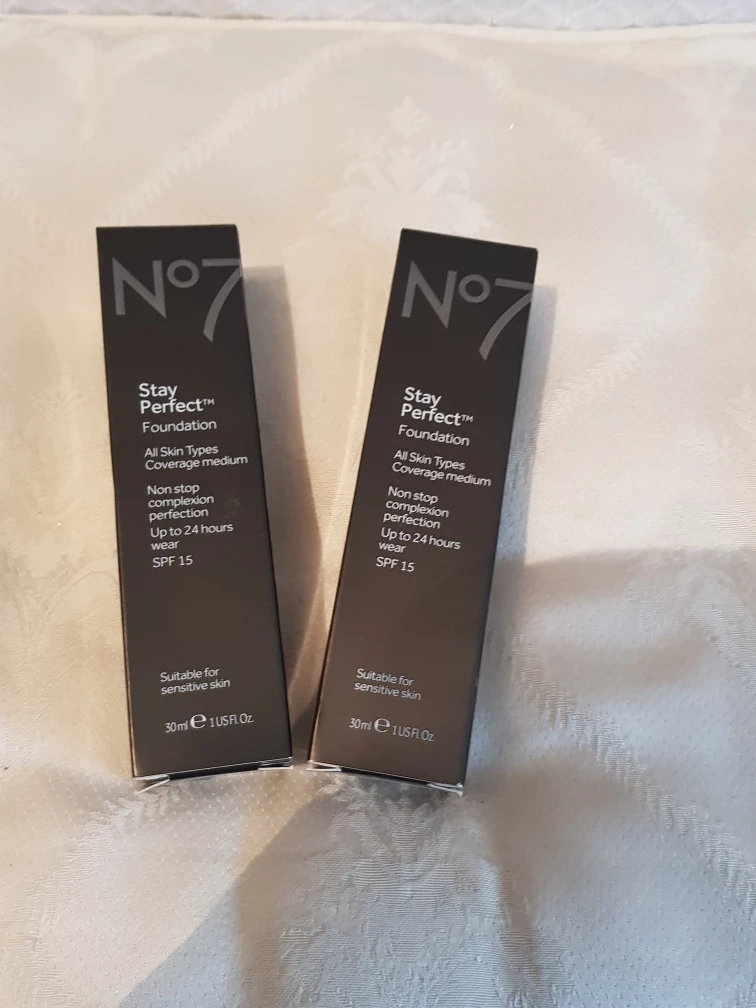 No7
Stay
Perfect™
Foundation
All Skin Types
Coverage medium
Non stop
complexion
perfection
Up to 24 hours
wear
SPF 15
Suitable for
sensitive skin
30ml e 1 US Fl. Oz.
No7
Stay
Perfect™
Foundation
All Skin Types
Coverage medium
Non stop
complexion
perfection
Up to 24 hours
wear
SPF 15
Suitable for
sensitive skin
30ml e 1 US Fl. Oz.